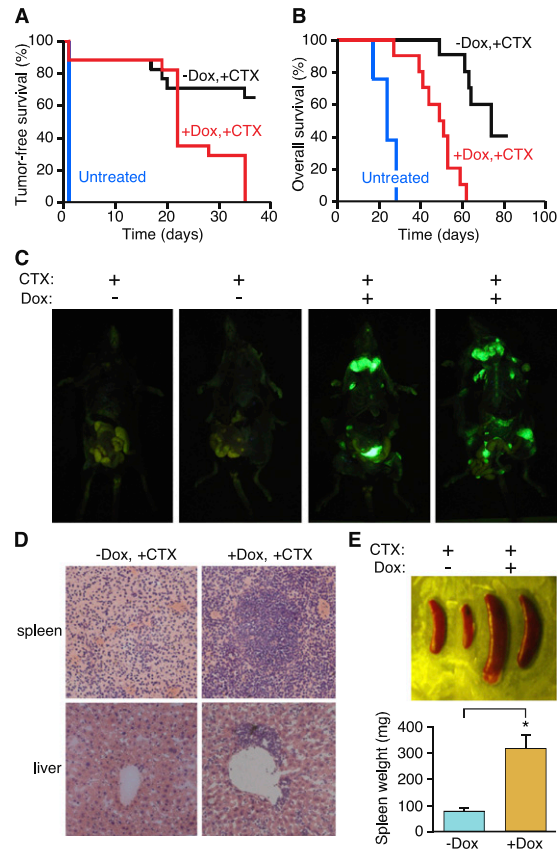 A
Tumor-free survival (%)
100
80
60
40
20
0
-Dox,+CTX
+Dox,+CTX
Untreated
0 10 20 30 40
Time (days)
B
Overall survival (%)
100
80
60
40
20
0
-Dox,+CTX
+Dox,+CTX
Untreated
0 20 40 60 80 100
Time (days)
C
CTX: + + + +
Dox: - - + +
D
-Dox, +CTX +Dox, +CTX
spleen
liver
E
CTX: + +
Dox: - +
Spleen weight (mg)
400
300
200
100
0
*
-Dox +Dox